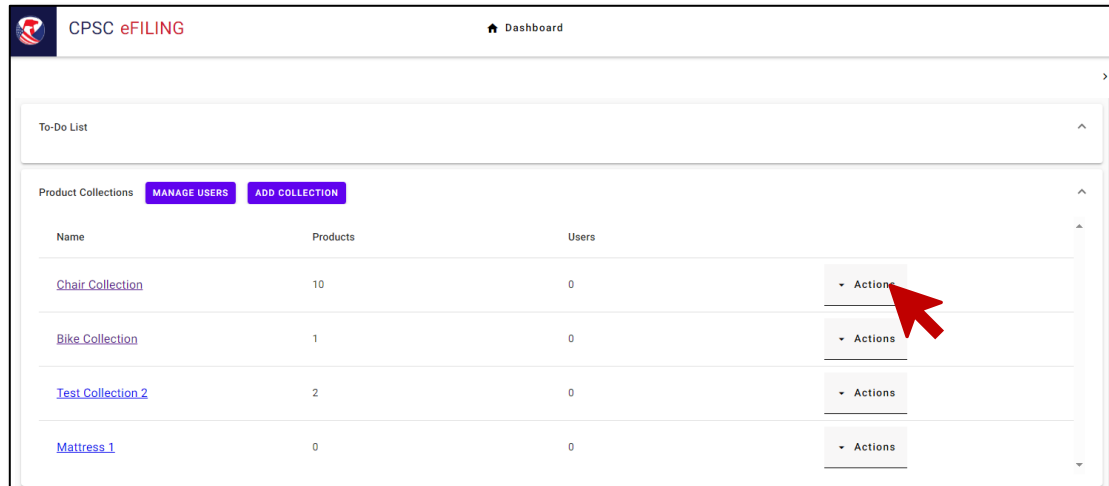 CPSC eFILING
Dashboard
To-Do List
Product Collections MANAGE USERS ADD COLLECTION
Name Products Users
Chair Collection 10 0 Actions
Bike Collection 1 0 Actions
Test Collection 2 2 0 Actions
Mattress 1 0 0 Actions